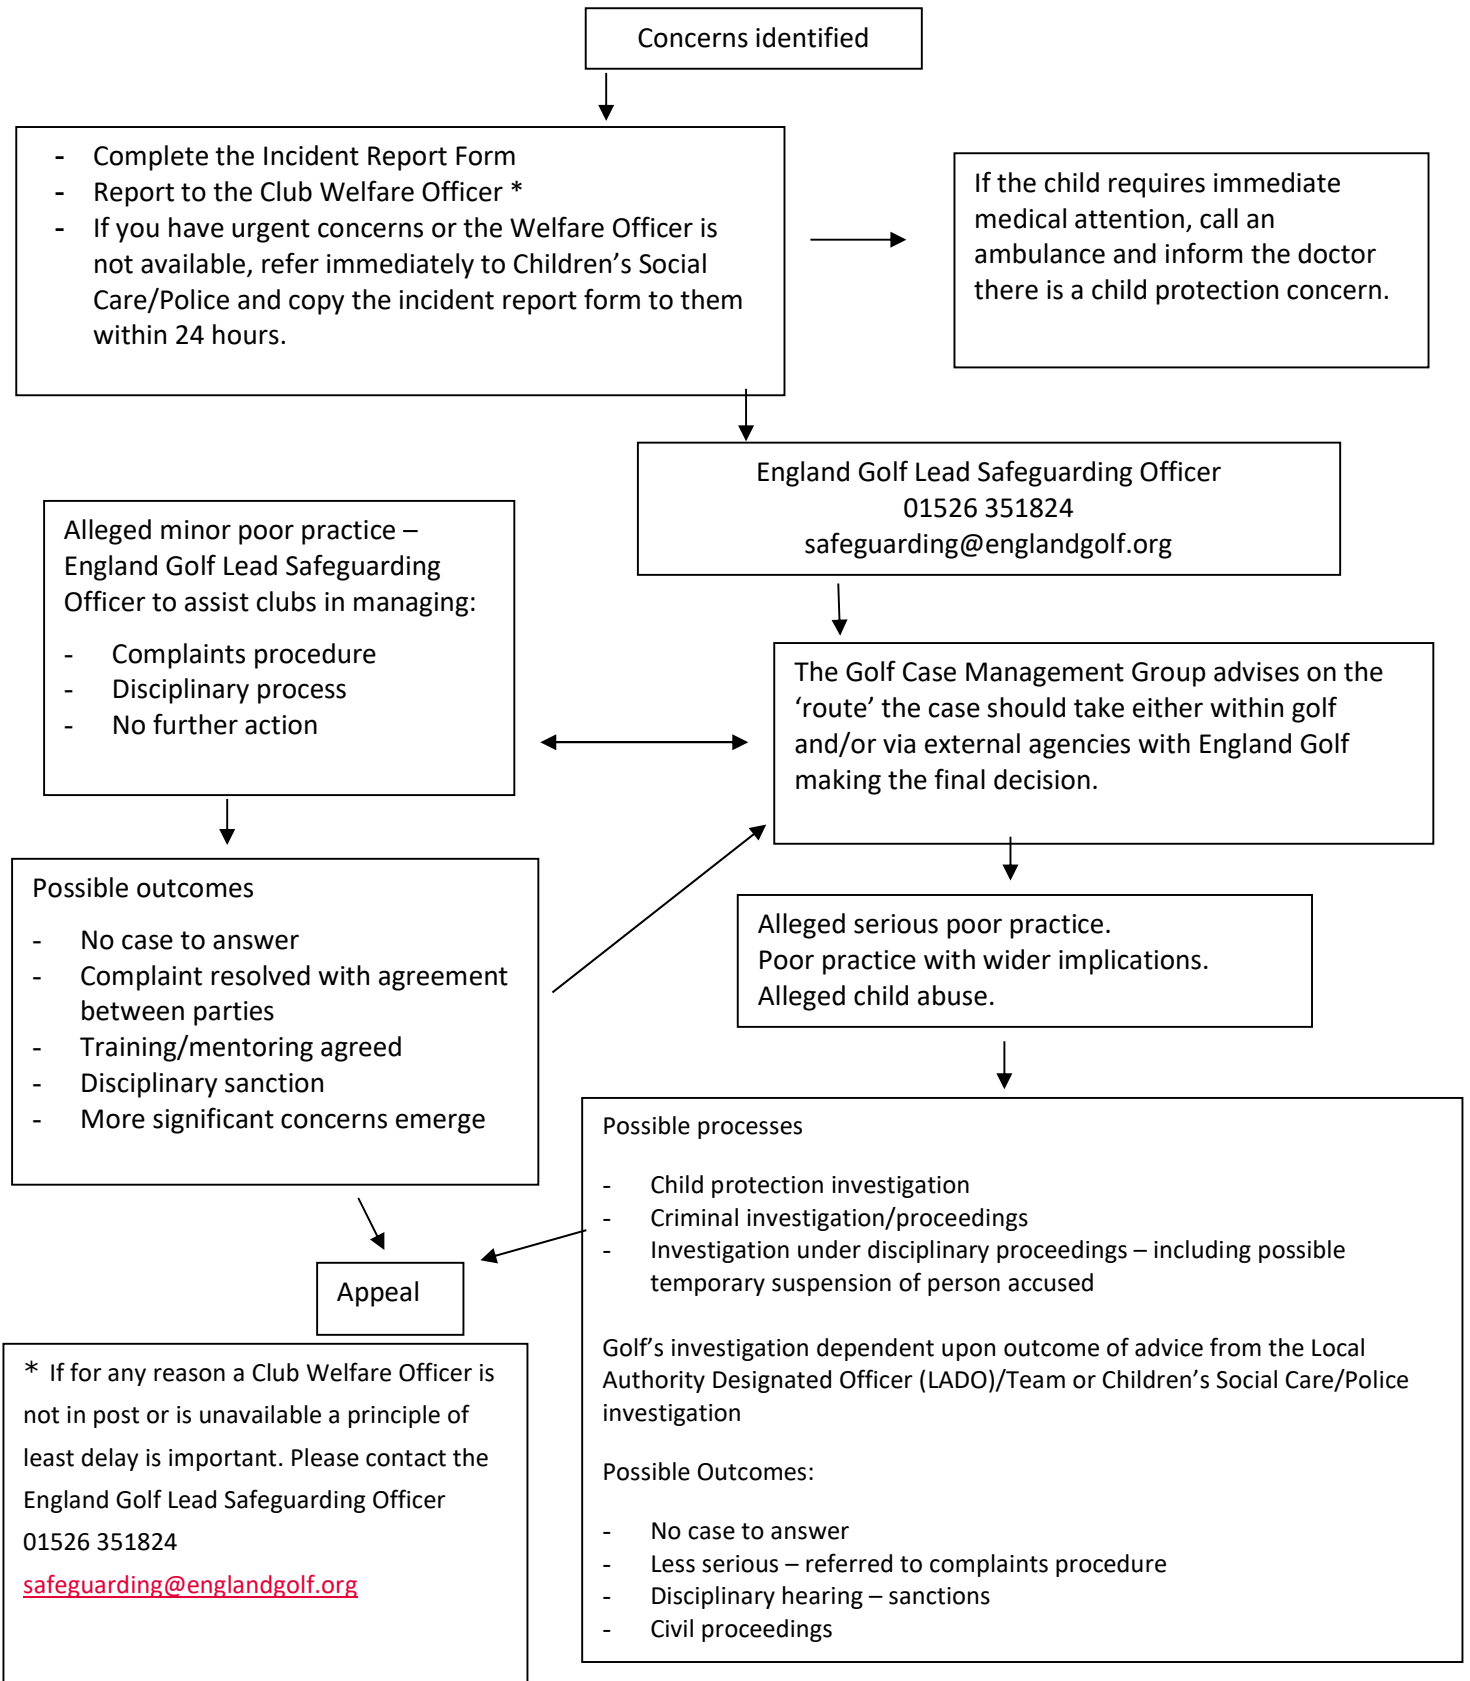 Concerns identified
- Complete the Incident Report Form
- Report to the Club Welfare Officer *
- If you have urgent concerns or the Welfare Officer is
not available, refer immediately to Children’s Social
Care/Police and copy the incident report form to them
within 24 hours.
If the child requires immediate
medical attention, call an
ambulance and inform the doctor
there is a child protection concern.
England Golf Lead Safeguarding Officer
01526 351824
safeguarding@englandgolf.org
Alleged minor poor practice –
England Golf Lead Safeguarding
Officer to assist clubs in managing:
- Complaints procedure
- Disciplinary process
- No further action
The Golf Case Management Group advises on the
‘route’ the case should take either within golf
and/or via external agencies with England Golf
making the final decision.
Possible outcomes
- No case to answer
- Complaint resolved with agreement
between parties
- Training/mentoring agreed
- Disciplinary sanction
- More significant concerns emerge
Alleged serious poor practice.
Poor practice with wider implications.
Alleged child abuse.
Possible processes
- Child protection investigation
- Criminal investigation/proceedings
- Investigation under disciplinary proceedings – including possible
temporary suspension of person accused
Golf’s investigation dependent upon outcome of advice from the Local
Authority Designated Officer (LADO)/Team or Children’s Social Care/Police
investigation
Possible Outcomes:
- No case to answer
- Less serious – referred to complaints procedure
- Disciplinary hearing – sanctions
- Civil proceedings
Appeal
* If for any reason a Club Welfare Officer is
not in post or is unavailable a principle of
least delay is important. Please contact the
England Golf Lead Safeguarding Officer
01526 351824
safeguarding@englandgolf.org